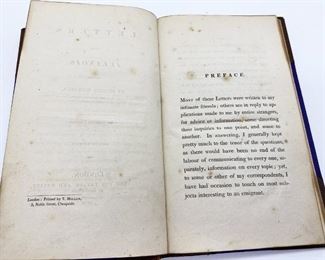 London: Printed by T. Miller,
5, Noble Street, Cheapside.
PREFACE.
Most of these Letters were written to my
intimate friends; others are in reply to ap-
plications made to me by entire strangers,
for advice or information, some directing
their inquiries to one point, and some to
another. In answering, I generally kept
pretty much to the tenor of the questions,
as there would have been no end of the
labour of communicating to every one, se-
parately, information on every topic; yet,
to some or other of my correspondents, I
have had occasion to touch on most sub-
jects interesting to an emigrant.